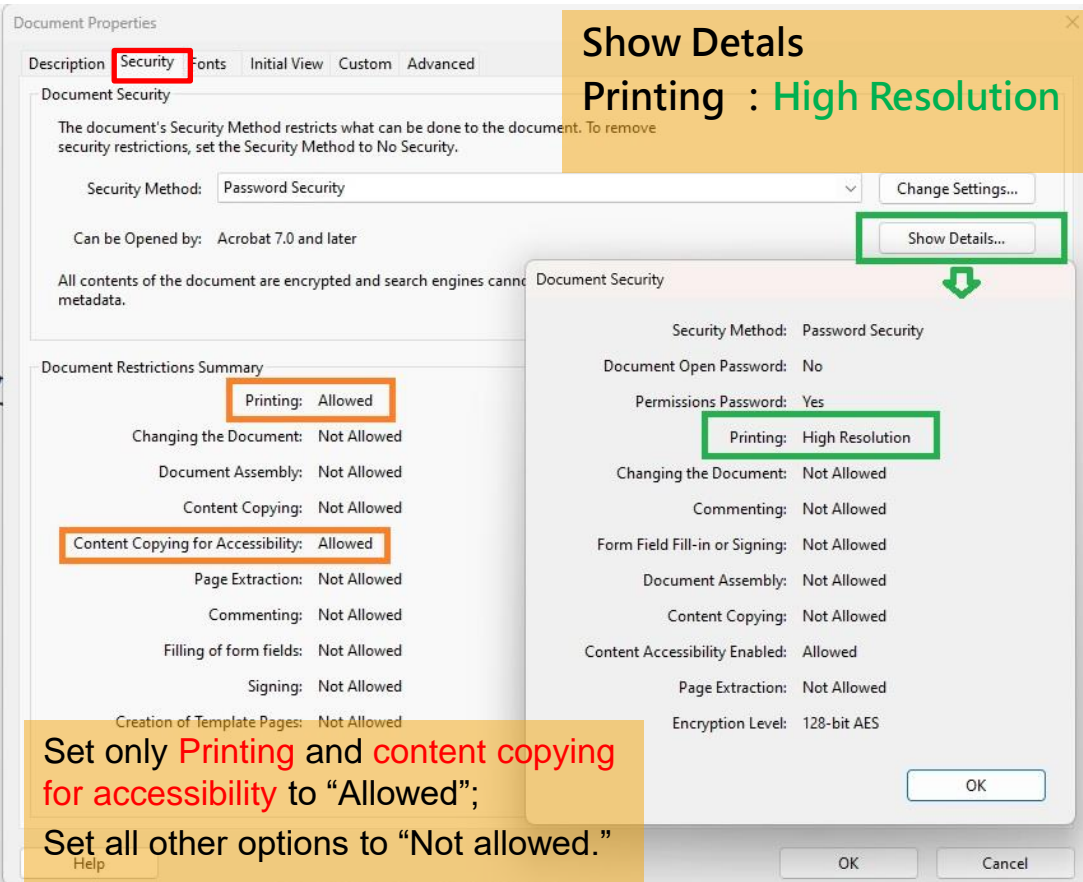 Document Properties
Show Detals
Printing : High Resolution
Description Security Fonts Initial View Custom Advanced
Document Security
The document's Security Method restricts what can be done to the document. To remove
security restrictions, set the Security Method to No Security.
Security Method: Password Security
Change Settings...
Can be Opened by: Acrobat 7.0 and later
Show Details...
All contents of the document are encrypted and search engines
metadata.
Document Restrictions Summary
Printing: Allowed
Changing the Document: Not Allowed
Document Assembly: Not Allowed
Content Copying: Not Allowed
Content Copying for Accessibility: Allowed
Page Extraction: Not Allowed
Commenting: Not Allowed
Filling of form fields: Not Allowed
Signing: Not Allowed
Creation of Template Pages: Not Allowed
Document Security
Security Method: Password Security
Document Open Password: No
Permissions Password: Yes
Printing: High Resolution
Changing the Document: Not Allowed
Commenting: Not Allowed
Form Field Fill-in or Signing: Not Allowed
Document Assembly: Not Allowed
Content Copying: Not Allowed
Content Accessibility Enabled: Allowed
Page Extraction: Not Allowed
Encryption Level: 128-bit AES
OK
Set only Printing and content copying
for accessibility to “Allowed”;
Set all other options to “Not allowed.”
Help
OK
Cancel